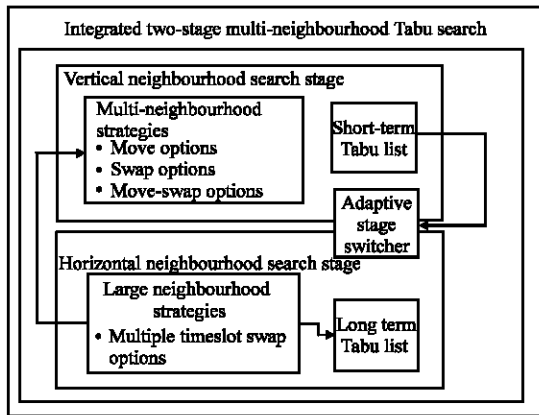 Integrated two-stage multi-neighbourhood Tabu search
Vertical neighbourhood search stage
Multi-neighbourhood
strategies
• Move options
• Swap options
• Move-swap options
Short-term
Tabu list
Adaptive
stage
switcher
Horizontal neighbourhood search stage
Large neighbourhood
strategies
• Multiple timeslot swap
options
Long term
Tabu list